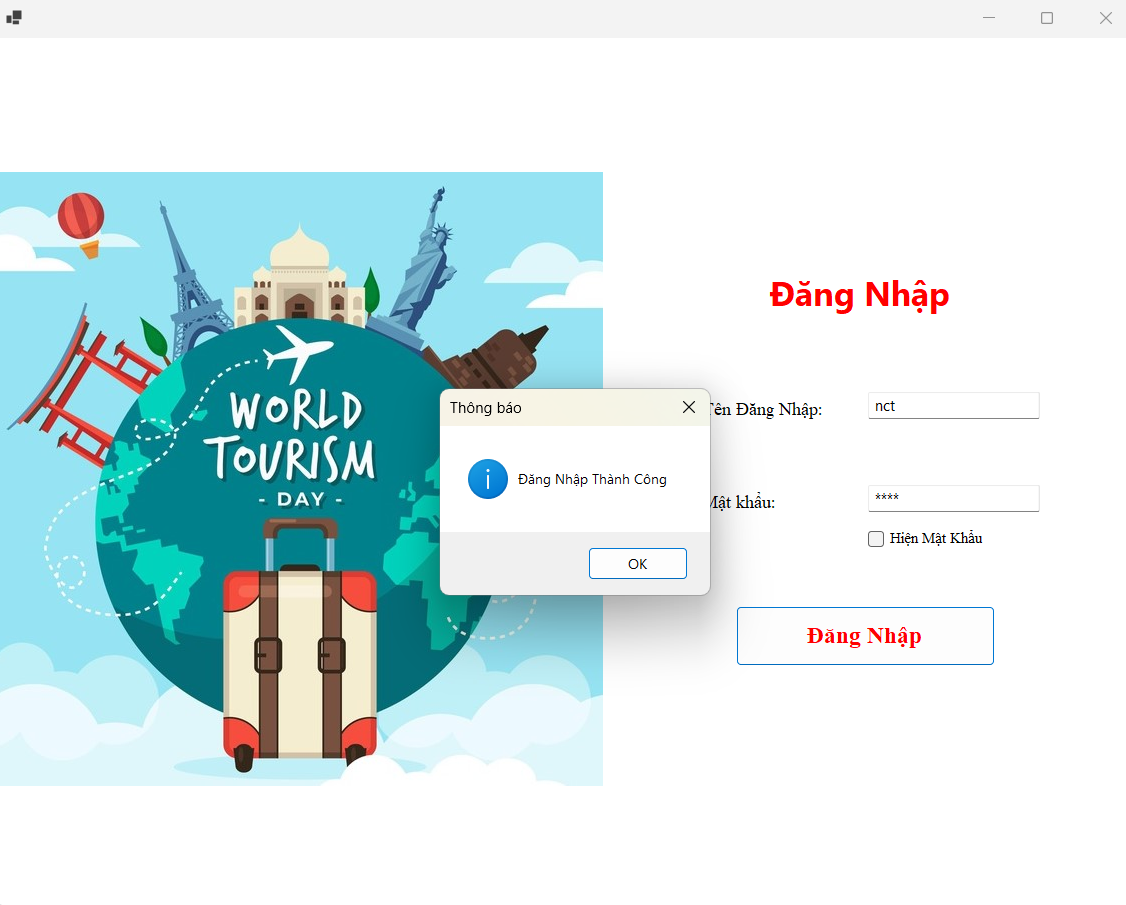 Đăng Nhập
WORLD
TOURISM
- DAY -
Thông báo
Đăng Nhập Thành Công
OK
Tên Đăng Nhập:
nct
Mật khẩu:
****
Hiện Mật Khẩu
Đăng Nhập